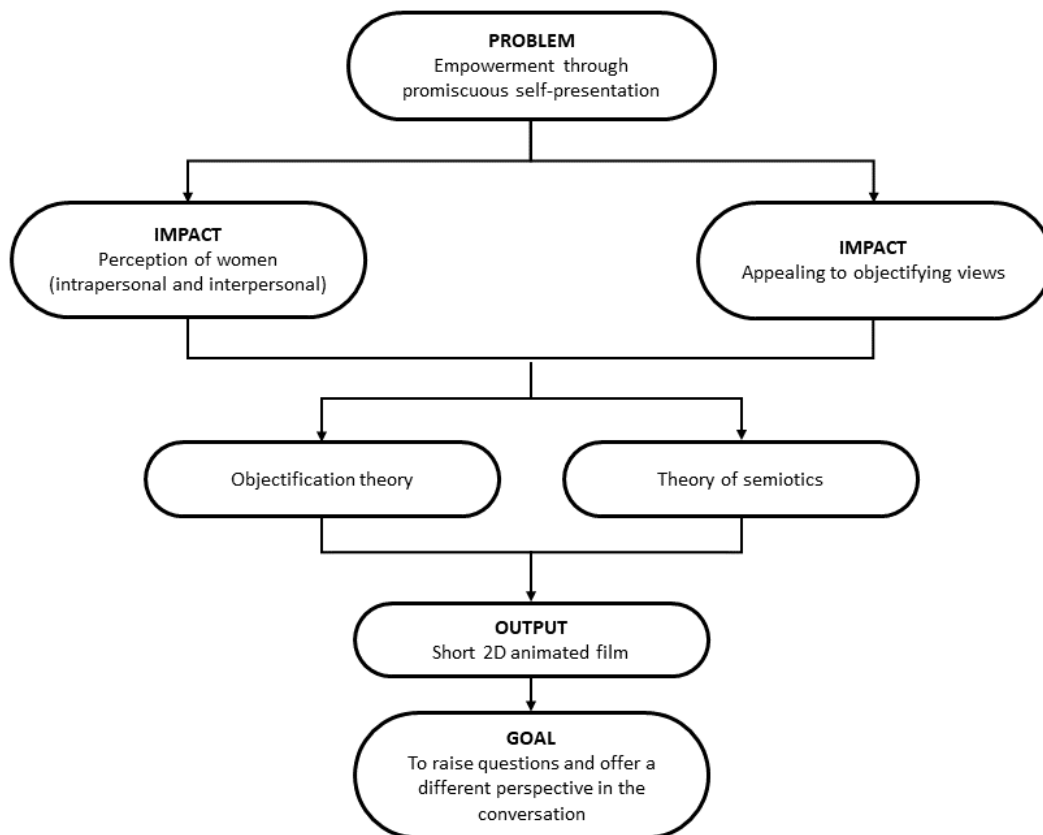 PROBLEM
Empowerment through
promiscuous self-presentation
IMPACT
Perception of women
(intrapersonal and interpersonal)
IMPACT
Appealing to objectifying views
Objectification theory
Theory of semiotics
OUTPUT
Short 2D animated film
GOAL
To raise questions and offer a
different perspective in the
conversation